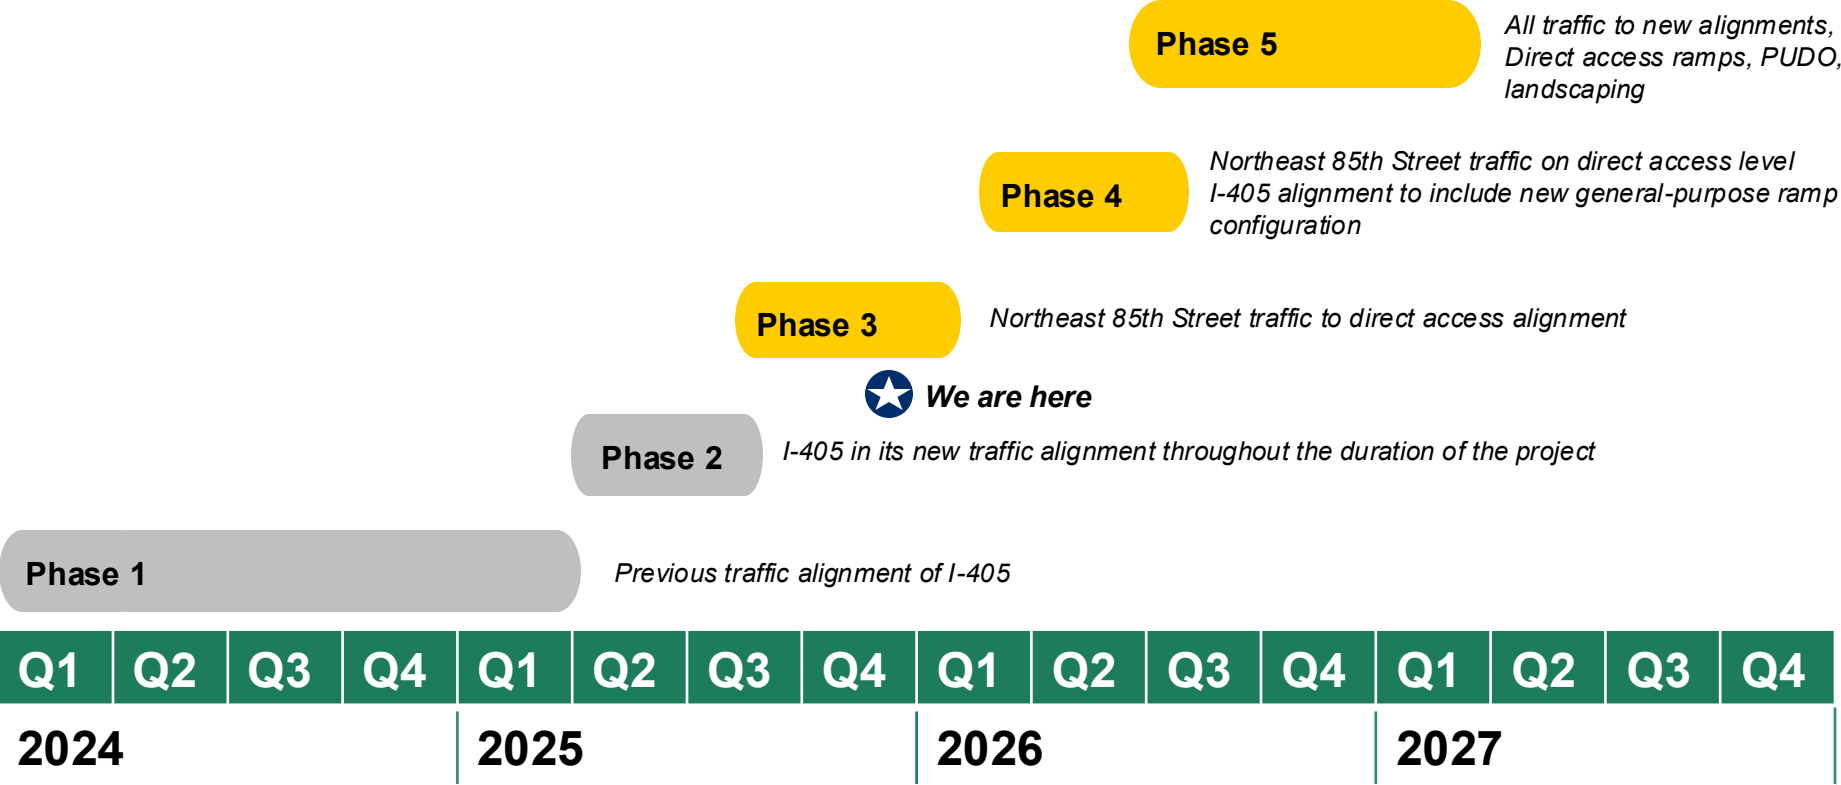 Phase 5
All traffic to new alignments,
Direct access ramps, PUDO,
landscaping
Phase 4
Northeast 85th Street traffic on direct access level
I-405 alignment to include new general-purpose ramp
configuration
Phase 3
Northeast 85th Street traffic to direct access alignment
We are here
Phase 2
I-405 in its new traffic alignment throughout the duration of the project
Phase 1
Previous traffic alignment of I-405
Q1 Q2 Q3 Q4 Q1 Q2 Q3 Q4 Q1 Q2 Q3 Q4 Q1 Q2 Q3 Q4
2024 2025 2026 2027